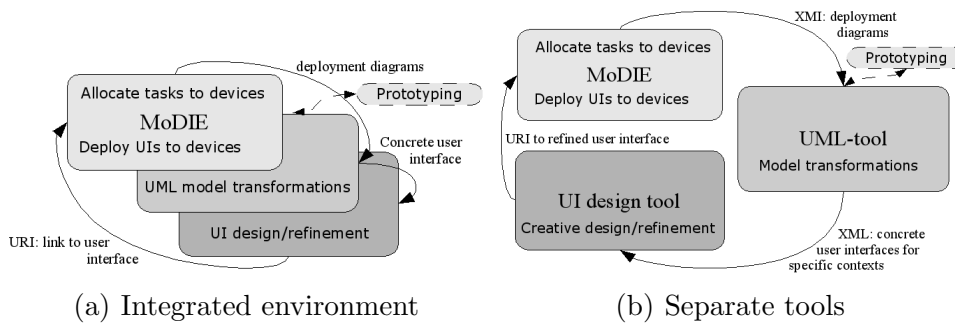 deployment diagrams
Allocate tasks to devices
MoDIE
Deploy UIs to devices
Prototyping
Concrete user
interface
UML model transformations
UI design/refinement
URI: link to user
interface
(a) Integrated environment
XMI: deployment
diagrams
Allocate tasks to devices
MoDIE
Deploy UIs to devices
Prototyping
URI to refined user interface
UML-tool
Model transformations
UI design tool
Creative design/refinement
XML: concrete
user interfaces for
specific contexts
(b) Separate tools